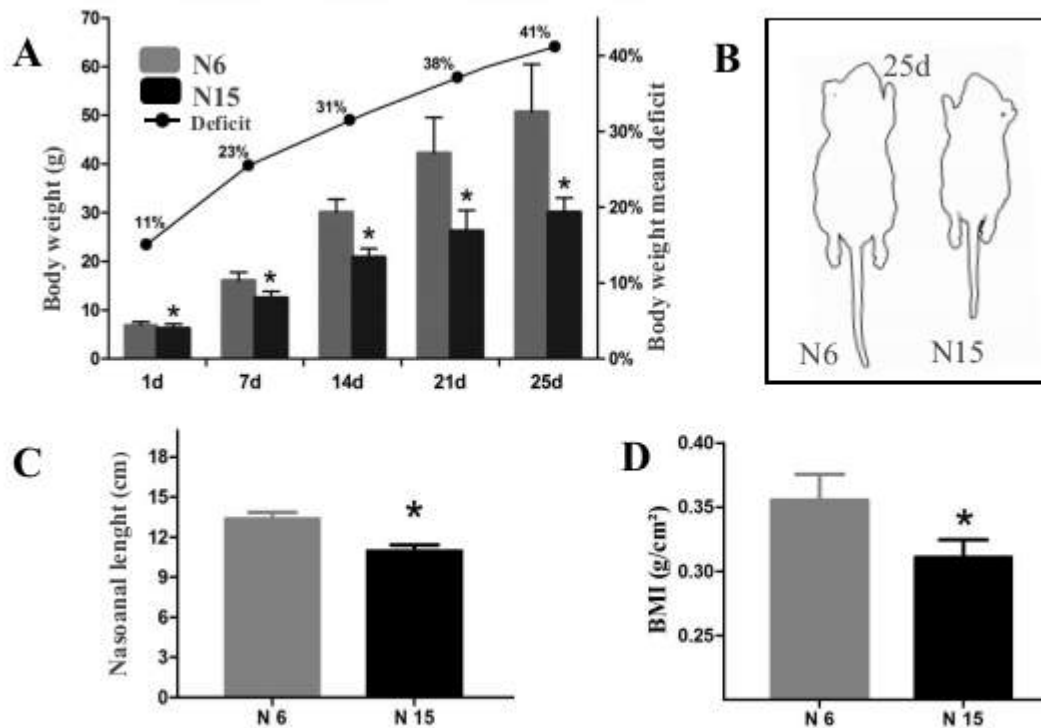 A
70
60
50
40
30
20
10
0
Body weight (g)
N6
N15
Deficit
11%
23%
31%
38%
41%
*
*
*
*
*
40%
30%
20%
10%
0%
Body weight mean deficit
1d
7d
14d
21d
25d
B
25d
N6
N15
C
18
15
12
9
6
3
0
Nasoanal lenght (cm)
*
N 6
N 15
D
0.40
0.35
0.30
0.25
BMI (g/cm²)
*
N 6
N 15